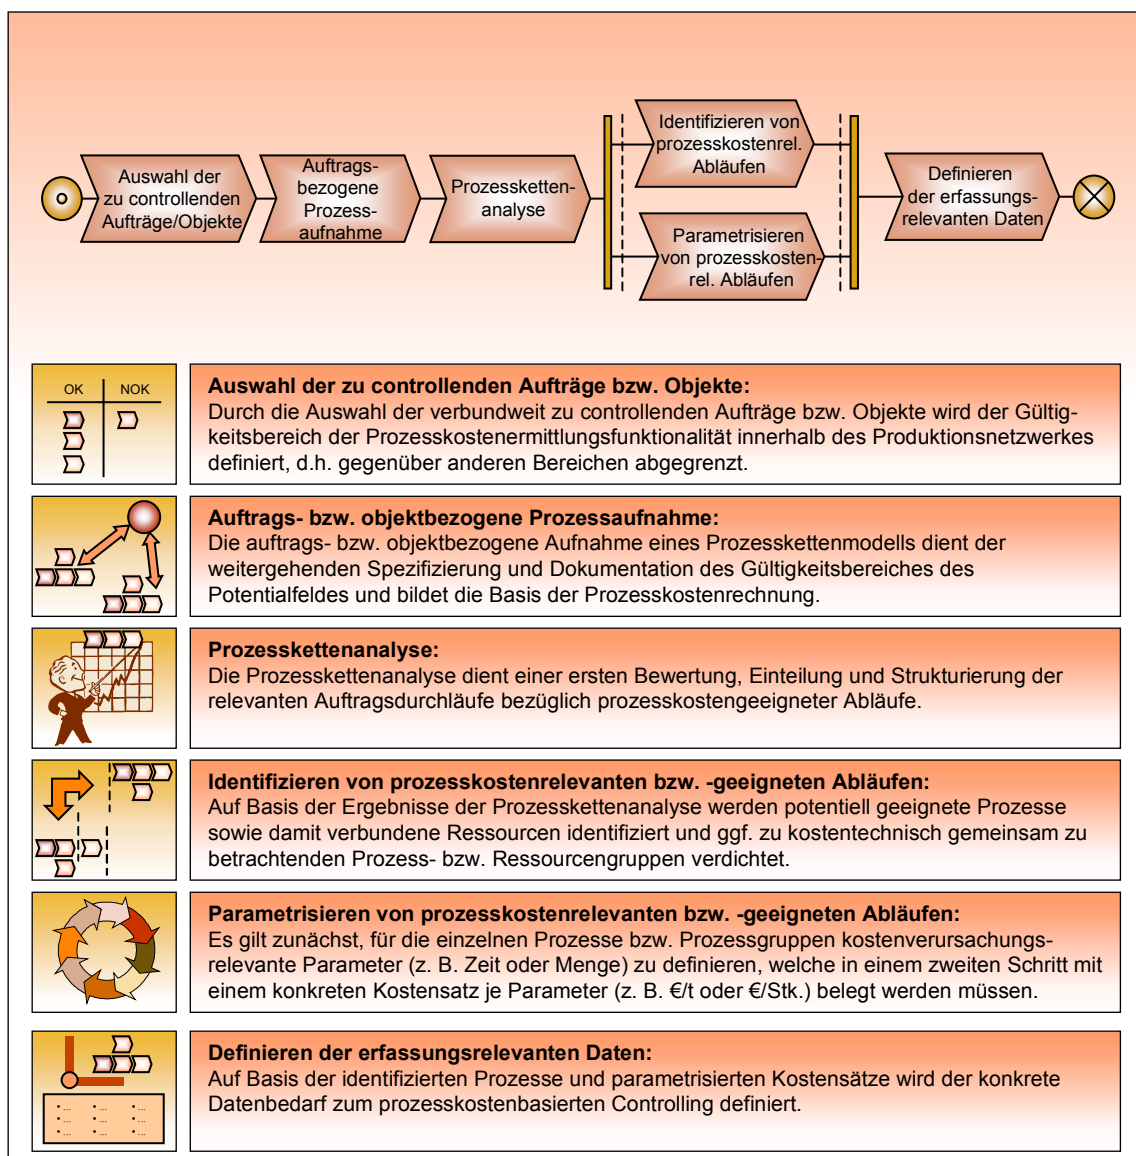 Auswahl der
zu controllenden
Aufträge/Objekte
Auftrags-
bezogene
Prozess-
aufnahme
Prozessketten-
analyse
Identifizieren von
prozesskostenrel.
Abläufen
Parametrisieren
von prozesskosten-
rel. Abläufen
Definieren
der erfassungs-
relevanten Daten
OK NOK
Auswahl der zu controllenden Aufträge bzw. Objekte:
Durch die Auswahl der verbundweit zu controllenden Aufträge bzw. Objekte wird der Gültig-
keitsbereich der Prozesskostenermittlungsfunktionalität innerhalb des Produktionsnetzwerkes
definiert, d.h. gegenüber anderen Bereichen abgegrenzt.
Auftrags- bzw. objektbezogene Prozessaufnahme:
Die auftrags- bzw. objektbezogene Aufnahme eines Prozesskettenmodells dient der
weitergehenden Spezifizierung und Dokumentation des Gültigkeitsbereiches des
Potentialfeldes und bildet die Basis der Prozesskostenrechnung.
Prozesskettenanalyse:
Die Prozesskettenanalyse dient einer ersten Bewertung, Einteilung und Strukturierung der
relevanten Auftragsdurchläufe bezüglich prozesskostengeeigneter Abläufe.
Identifizieren von prozesskostenrelevanten bzw. -geeigneten Abläufen:
Auf Basis der Ergebnisse der Prozesskettenanalyse werden potentiell geeignete Prozesse
sowie damit verbundene Ressourcen identifiziert und ggf. zu kostentechnisch gemeinsam zu
betrachtenden Prozess- bzw. Ressourcengruppen verdichtet.
Parametrisieren von prozesskostenrelevanten bzw. -geeigneten Abläufen:
Es gilt zunächst, für die einzelnen Prozesse bzw. Prozessgruppen kostenverursachungs-
relevante Parameter (z. B. Zeit oder Menge) zu definieren, welche in einem zweiten Schritt mit
einem konkreten Kostensatz je Parameter (z. B. €/t oder €/Stk.) belegt werden müssen.
•... •... •...
•... •... •...
•... •... •...
Definieren der erfassungsrelevanten Daten:
Auf Basis der identifizierten Prozesse und parametrisierten Kostensätze wird der konkrete
Datenbedarf zum prozesskostenbasierten Controlling definiert.